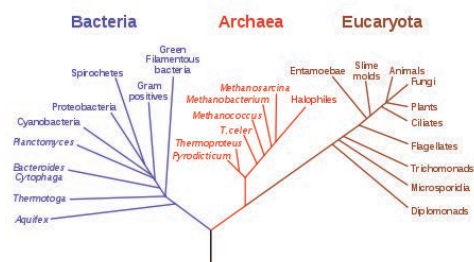 Bacteria
Archaea
Eucaryota
Green
Filamentous
bacteria
Spirochetes
Gram
positives
Proteobacteria
Cyanobacteria
Planctomyces
Bacteroides
Cytophaga
Thermotoga
Aquifex
Methanosarcina
Methanobacterium
Halophiles
Methanococcus
T.celer
Thermoproteus
Pyrodicticum
Entamoebae
Slime
molds
Animals
Fungi
Plants
Ciliates
Flagellates
Trichomonads
Microsporidia
Diplomonads